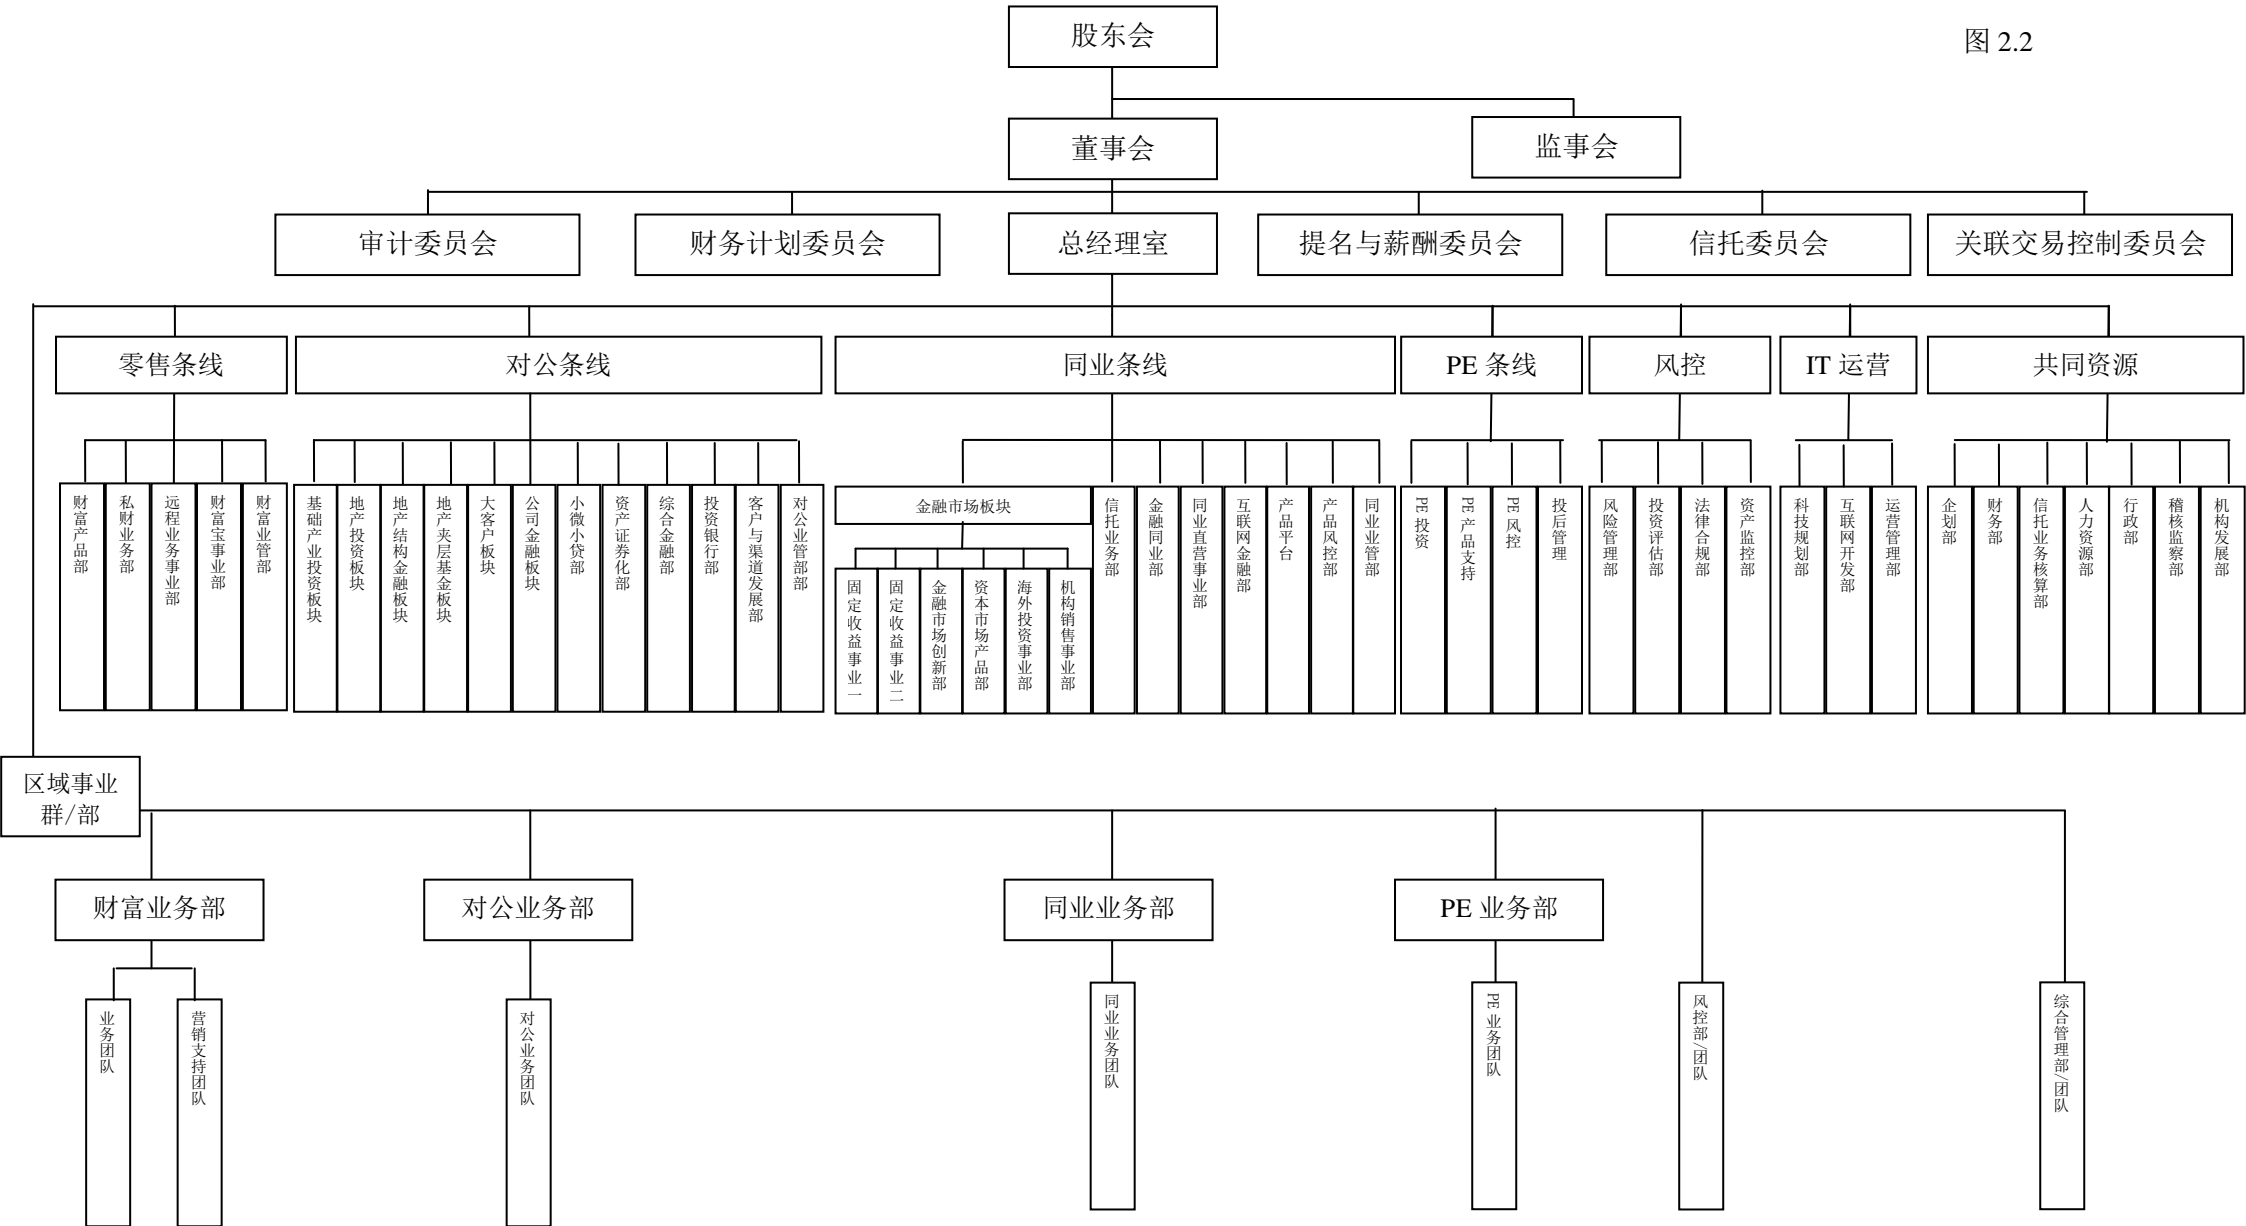 股东会
图 2.2
董事会
监事会
审计委员会
财务计划委员会
总经理室
提名与薪酬委员会
信托委员会
关联交易控制委员会
零售条线
对公条线
同业条线
PE 条线
风控
IT 运营
共同资源
财富产品部
私财业务部
远程业务事业部
财富宝事业部
财富业管部
基础产业投资板块
地产投资板块
地产结构金融板块
地产夹层基金板块
大客户板块
公司金融板块
小微小贷部
资产证券化部
综合金融部
投资银行部
客户与渠道发展部
对公业管部部
金融市场板块
固定收益事业一
固定收益事业二
金融市场创新部
资本市场产品部
海外投资事业部
机构销售事业部
信托业务部
金融同业部
同业直营事业部
互联网金融部
产品平台
产品风控部
同业业管部
PE 投资
PE 产品支持
PE 风控
投后管理
风险管理部
投资评估部
法律合规部
资产监控部
科技规划部
互联网开发部
运营管理部
企划部
财务部
信托业务核算部
人力资源部
行政部
稽核监察部
机构发展部
区域事业
群/部
财富业务部
对公业务部
同业业务部
PE 业务部
业务团队
营销支持团队
对公业务团队
同业业务团队
PE 业务团队
风控部/团队
综合管理部/团队